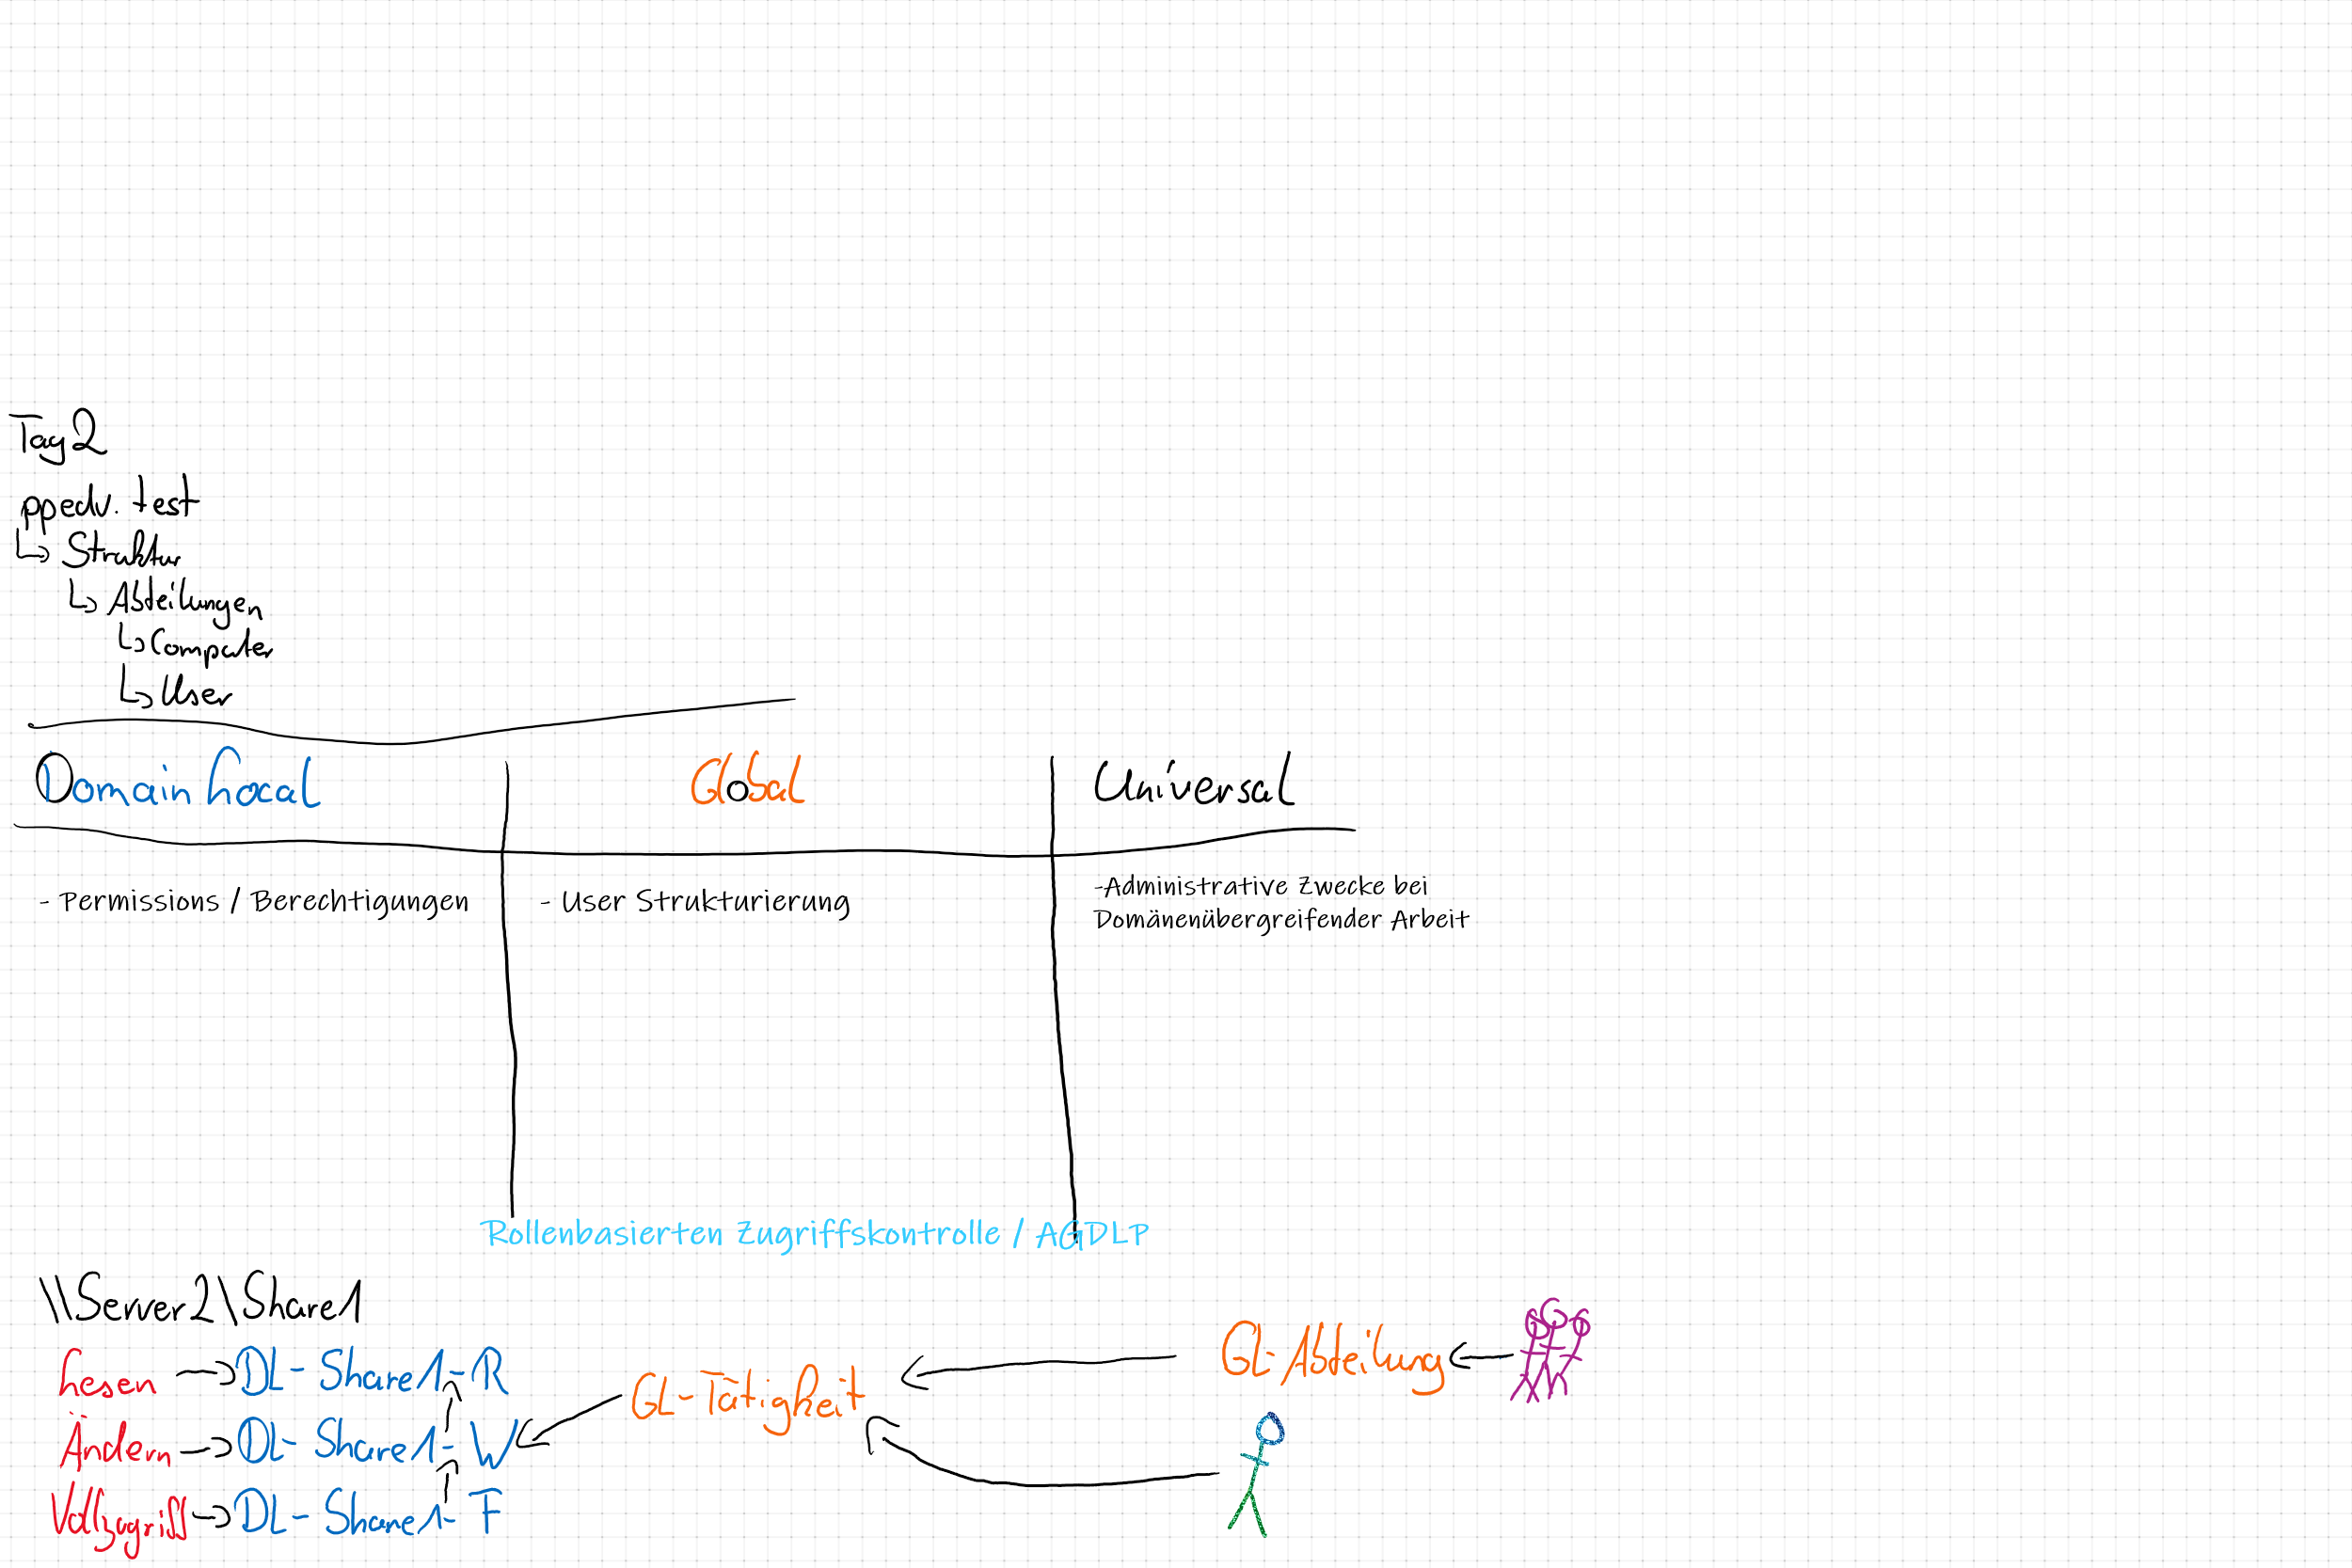 Tag 2
ppedv.test
Struktur
Abteilungen
Computer
User
Domain Local
Global
Universal
- Permissions / Berechtigungen
- User Strukturierung
-Administrative Zwecke bei
Domänenübergreifender Arbeit
Rollenbasierten Zugriffskontrolle / AGDLP
\\Server2\Share1
Lesen
DL-Share1-R
GL-Tätigkeit
GL-Abteilung
Ändern
DL-Share1-W
Vollzugriff
DL-Share1-F